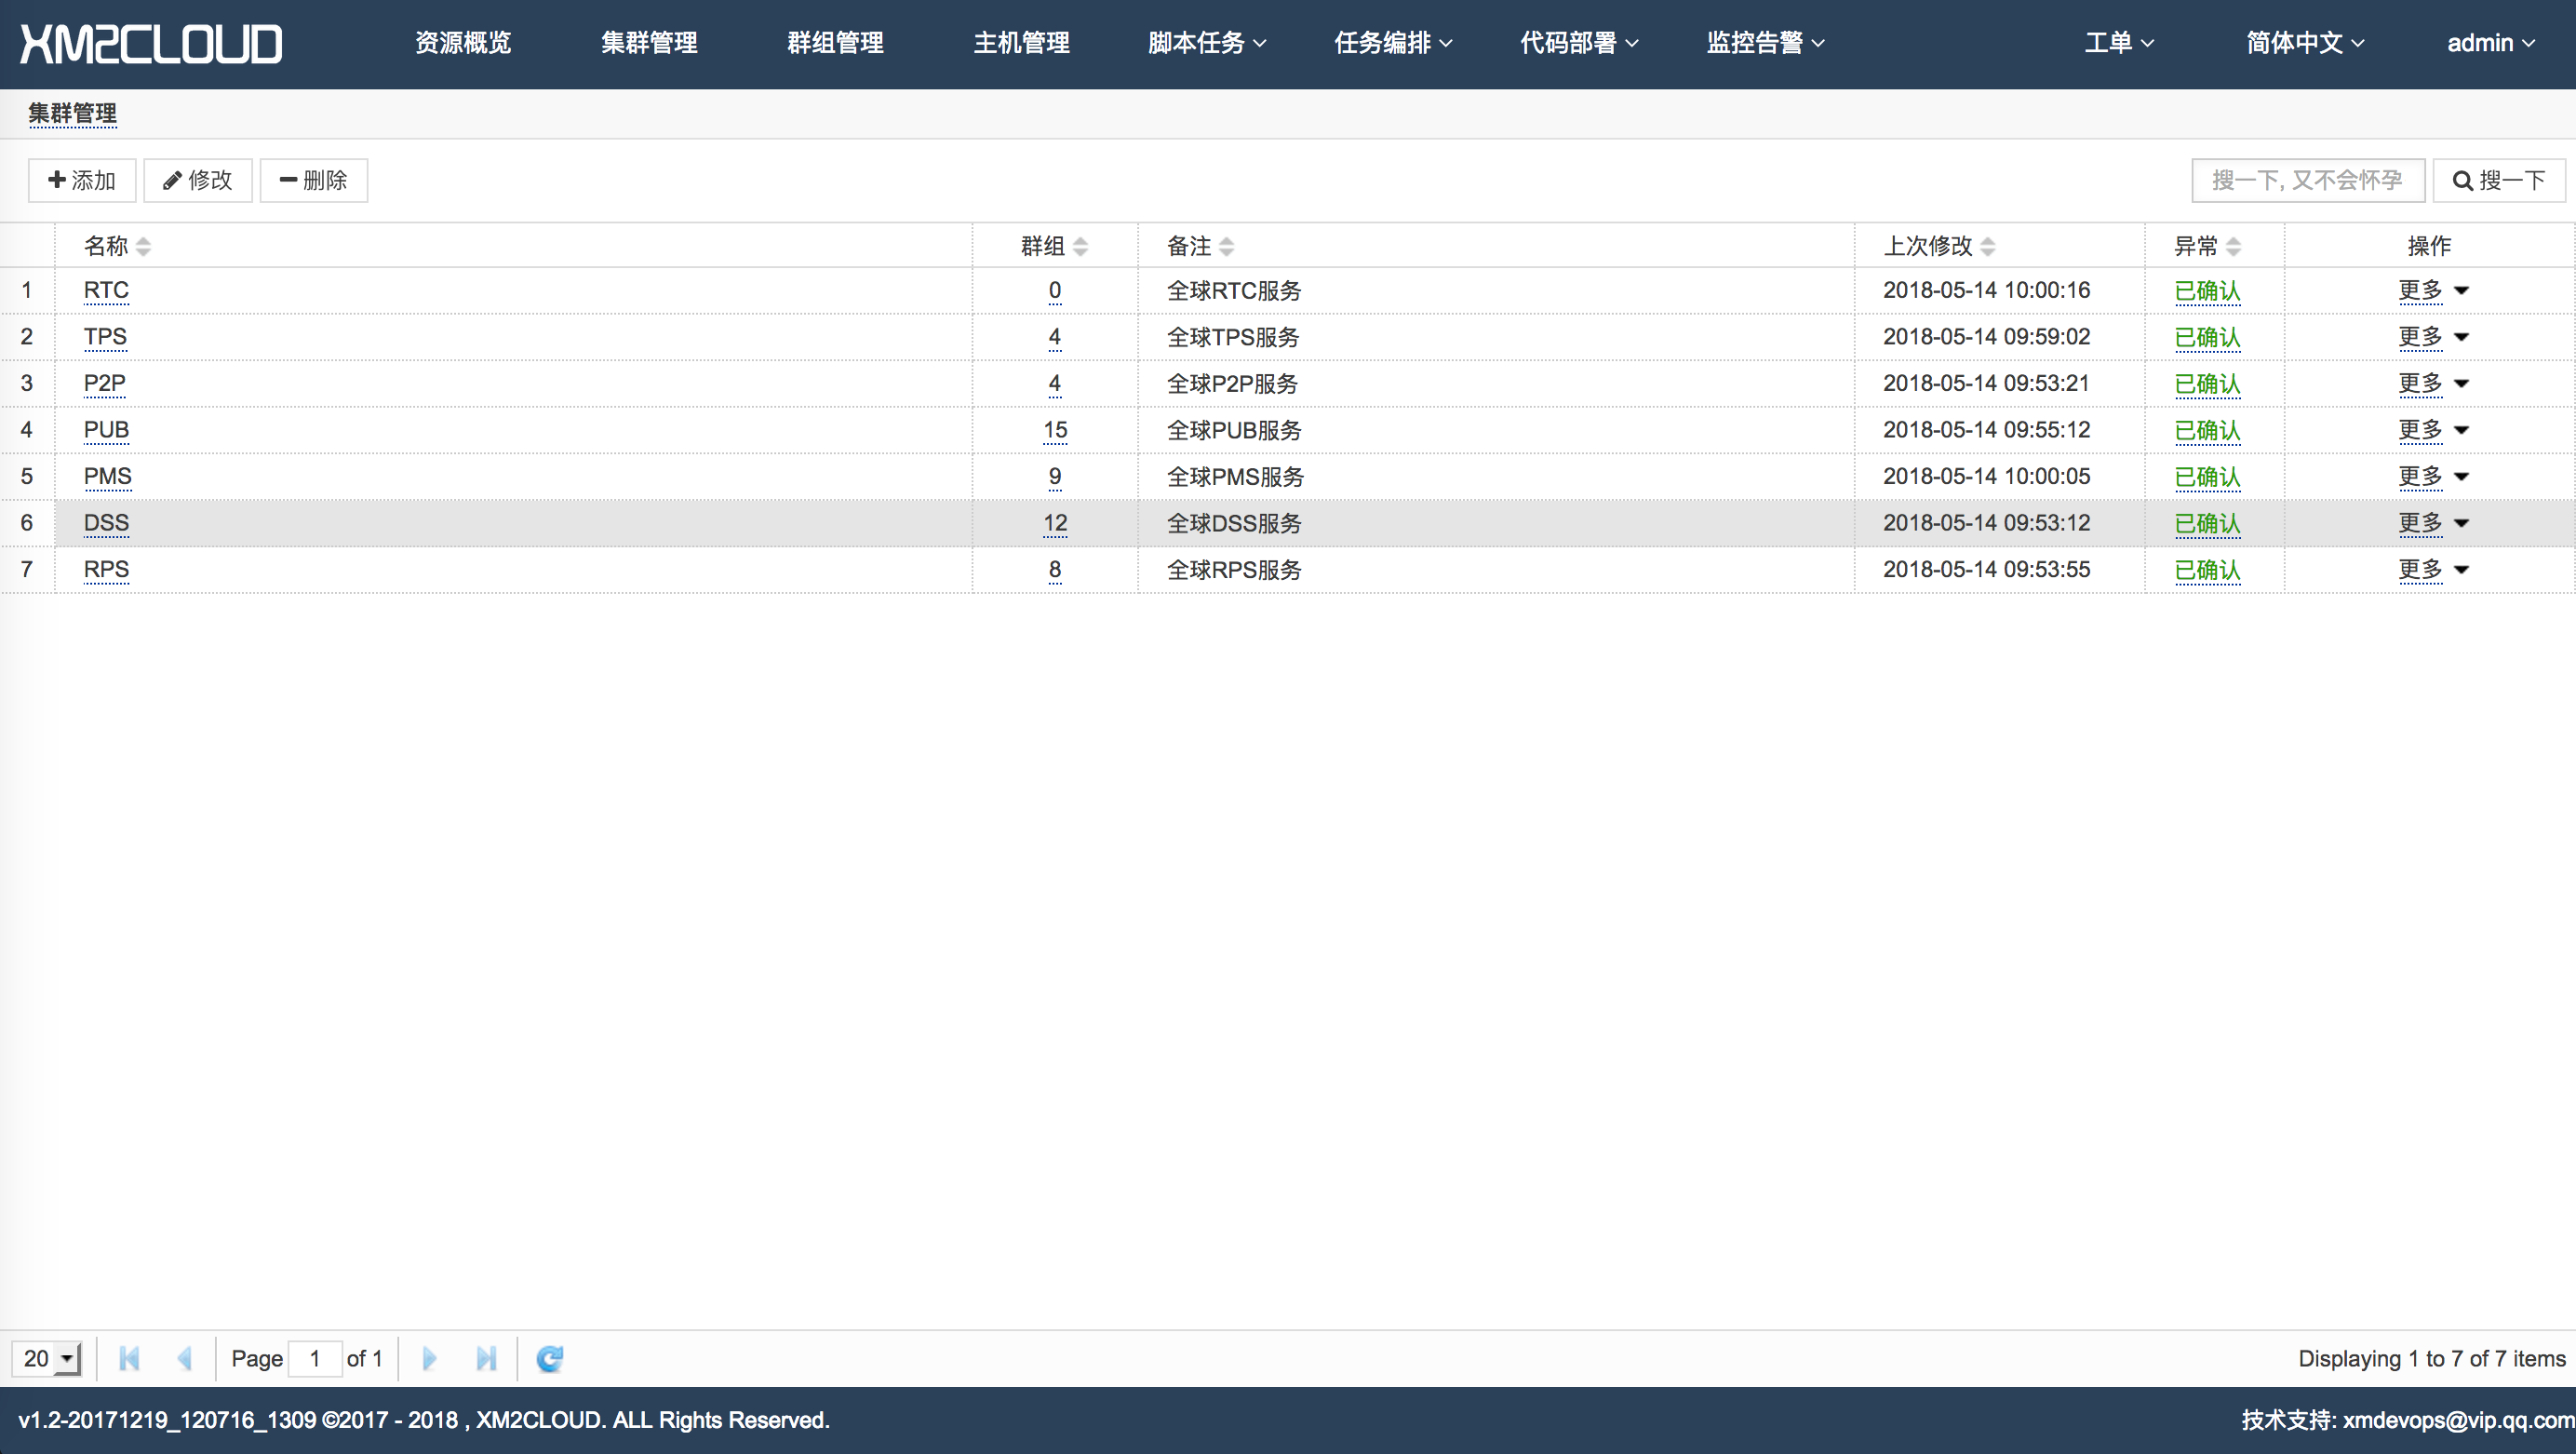 XM2CLOUD 资源概览 集群管理 群组管理 主机管理 脚本任务 任务编排 代码部署 监控告警 工单 简体中文 admin
集群管理
添加 修改 删除 搜一下, 又不会怀孕 搜一下
名称 群组 备注 上次修改 异常 操作
1 RTC 0 全球RTC服务 2018-05-14 10:00:16 已确认 更多
2 TPS 4 全球TPS服务 2018-05-14 09:59:02 已确认 更多
3 P2P 4 全球P2P服务 2018-05-14 09:53:21 已确认 更多
4 PUB 15 全球PUB服务 2018-05-14 09:55:12 已确认 更多
5 PMS 9 全球PMS服务 2018-05-14 10:00:05 已确认 更多
6 DSS 12 全球DSS服务 2018-05-14 09:53:12 已确认 更多
7 RPS 8 全球RPS服务 2018-05-14 09:53:55 已确认 更多
20 Page 1 of 1 Displaying 1 to 7 of 7 items
v1.2-20171219_120716_1309 ©2017 - 2018 , XM2CLOUD. ALL Rights Reserved. 技术支持: xmdevops@vip.qq.com